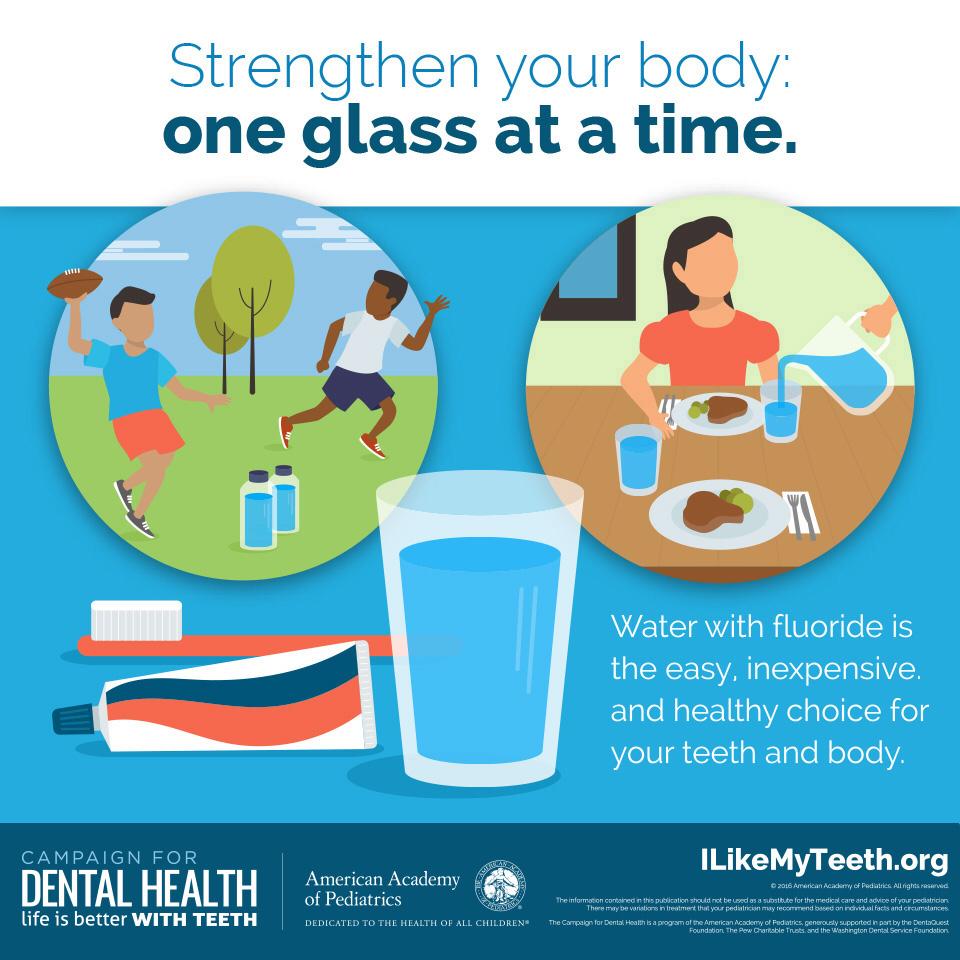 Strengthen your body:
one glass at a time.
Water with fluoride is
the easy, inexpensive.
and healthy choice for
your teeth and body.
CAMPAIGN FOR
DENTAL HEALTH
life is better WITH TEETH
American Academy
of Pediatrics
DEDICATED TO THE HEALTH OF ALL CHILDREN®
ILikeMyTeeth.org
© 2016 American Academy of Pediatrics. All rights reserved.
The information contained in this publication should not be used as a substitute for the medical care and advice of your pediatrician.
There may be variations in treatment that your pediatrician may recommend based on individual facts and circumstances.
The Campaign for Dental Health is a program of the American Academy of Pediatrics, generously supported in part by the DentaQuest
Foundation, The Pew Charitable Trusts, and the Washington Dental Service Foundation.